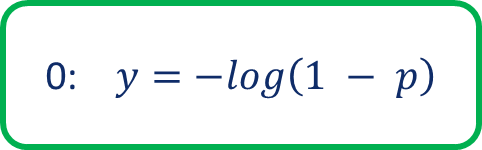 0: y = −log(1 − p)